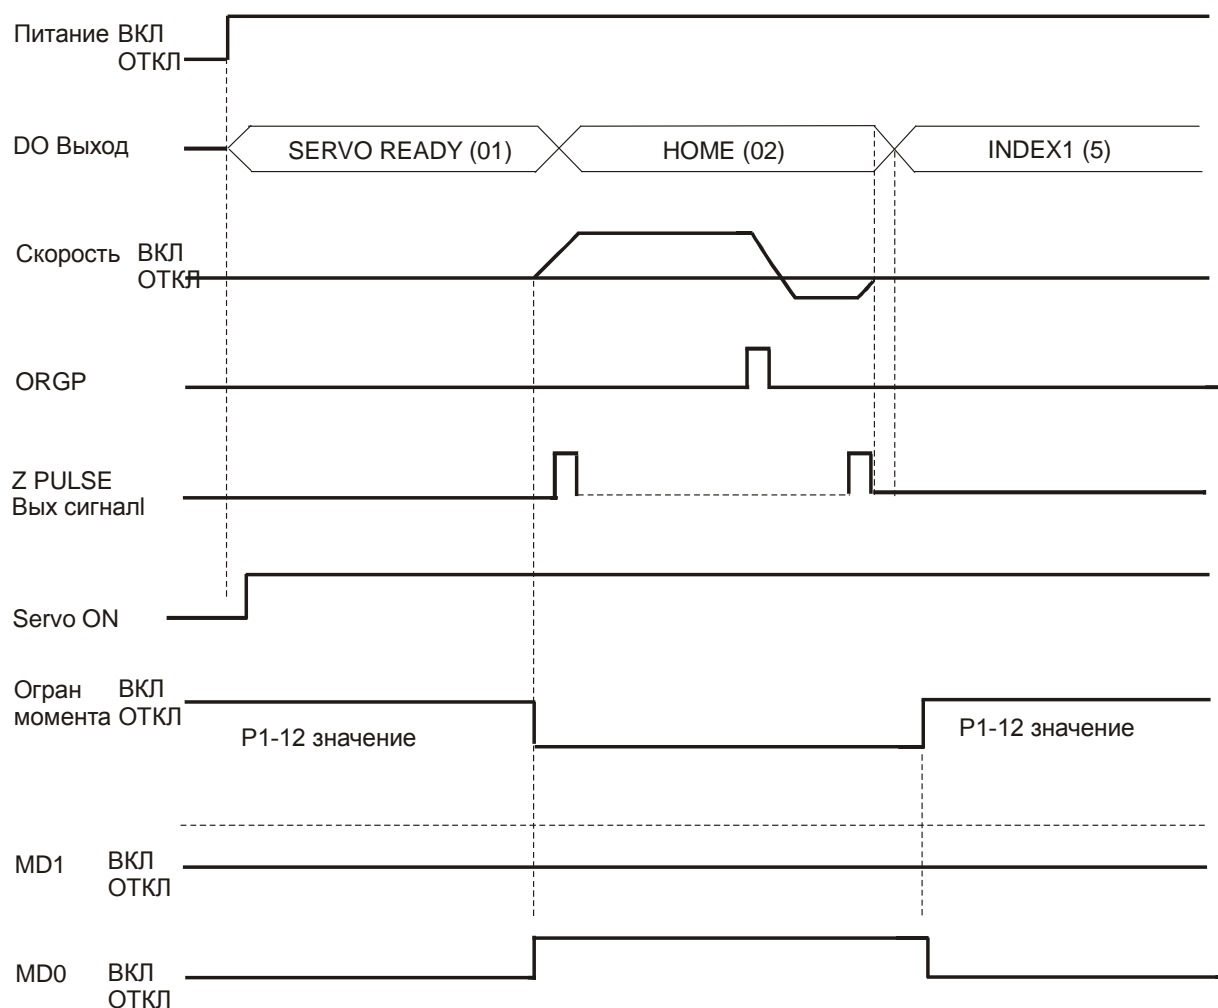 Питание ВКЛ
ОТКЛ
DO Выход
SERVO READY (01)
HOME (02)
INDEX1 (5)
Скорость ВКЛ
ОТКЛ
ORGP
Z PULSE
Вых сигналl
Servo ON
Огран ВКЛ
момента ОТКЛ
P1-12 значение
P1-12 значение
MD1 ВКЛ
ОТКЛ
MD0 ВКЛ
ОТКЛ